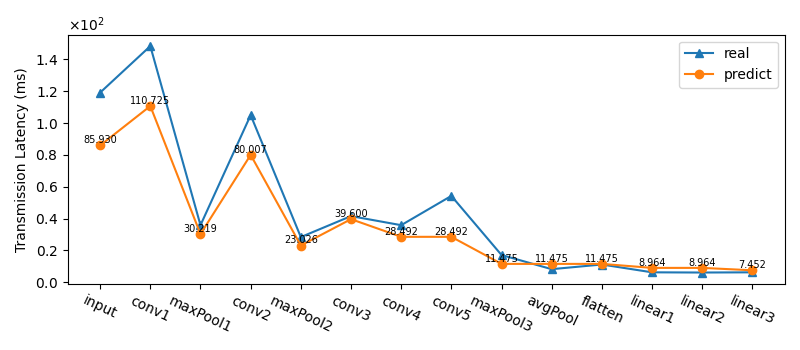 ×10²
real
predict
Transmission Latency (ms)
1.4
1.2
1.0
0.8
0.6
0.4
0.2
0.0
85.930
110.725
30.219
80.007
23.026
39.600
28.492
28.492
11.475
11.475
11.475
8.964
8.964
7.452
input
conv1
maxPool1
conv2
maxPool2
conv3
conv4
conv5
maxPool3
avgPool
flatten
linear1
linear2
linear3